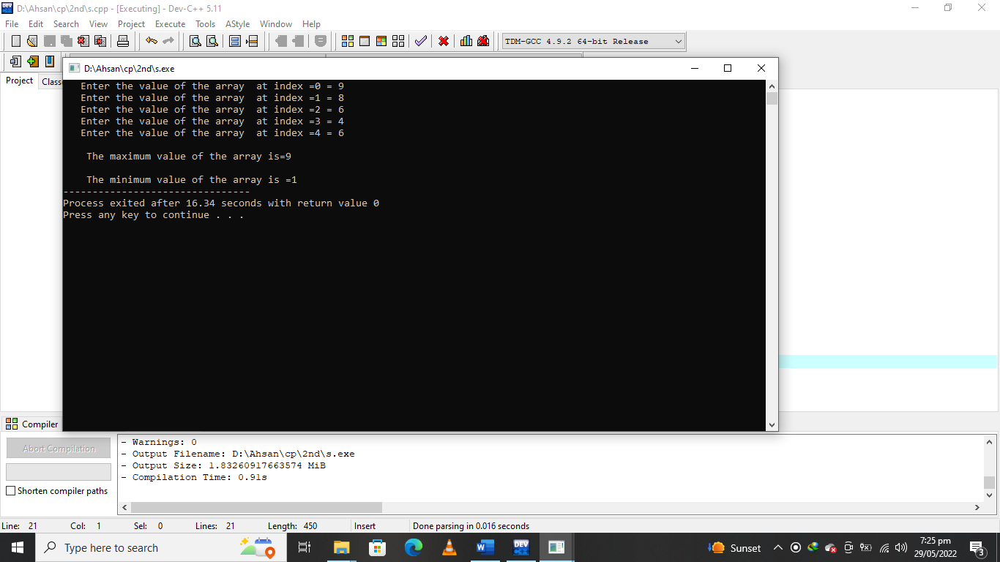 D:\Ahsan\cp\2nd\s.cpp - [Executing] - Dev-C++ 5.11
File Edit Search View Project Execute Tools AStyle Window Help
TDM-GCC 4.9.2 64-bit Release
D:\Ahsan\cp\2nd\s.exe
Project
Enter the value of the array  at index =0 = 9
Enter the value of the array  at index =1 = 8
Enter the value of the array  at index =2 = 6
Enter the value of the array  at index =3 = 4
Enter the value of the array  at index =4 = 6
The maximum value of the array is=9
The minimum value of the array is =1
--------------------------------
Process exited after 16.34 seconds with return value 0
Press any key to continue . . .
Compiler
Abort Compilation
Shorten compiler paths
- Warnings: 0
- Output Filename: D:\Ahsan\cp\2nd\s.exe
- Output Size: 1.83260917663574 MiB
- Compilation Time: 0.91s
Line: 21 Col: 1 Sel: 0 Lines: 21 Length: 450 Insert Done parsing in 0.016 seconds
Type here to search
DEV
Sunset
7:25 pm
29/05/2022
3